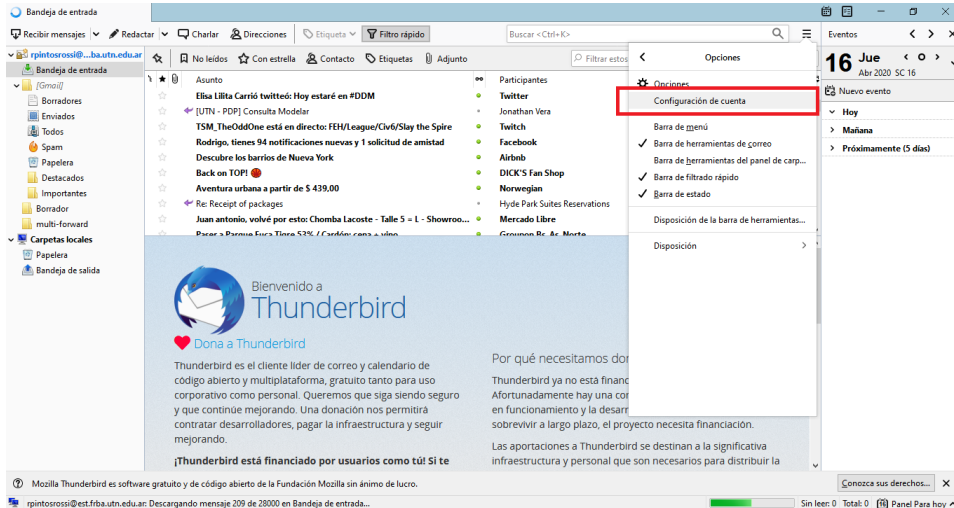 Bandeja de entrada
Recibir mensajes Redactar Charlar Direcciones Etiqueta Filtro rápido Buscar <Ctrl+K>
rpintosrossi@...ba.utn.edu.ar
Bandeja de entrada
[Gmail]
Borradores
Enviados
Todos
Spam
Papelera
Destacados
Importantes
Borrador
multi-forward
Carpetas locales
Papelera
Bandeja de salida
No leídos Con estrella Contacto Etiquetas Adjunto Filtrar estos
Asunto Participantes
Elisa Lilita Carrió twitteó: Hoy estaré en #DDM Twitter
[UTN - PDP] Consulta Modelar Jonathan Vera
TSM_TheOddOne está en directo: FEH/League/Civ6/Slay the Spire Twitch
Rodrigo, tienes 94 notificaciones nuevas y 1 solicitud de amistad Facebook
Descubre los barrios de Nueva York Airbnb
Back on TOP! DICK'S Fan Shop
Aventura urbana a partir de $ 439.00 Norwegian
Re: Receipt of packages Hyde Park Suites Reservations
Juan antonio, volvé por esto: Chomba Lacoste - Talle 5 = L - Showroo... Mercado Libre
Paser a Parque Euca Tigre 53% / Cardón: cena + vino Groupon Bs. As. Norte
Bienvenido a
Thunderbird
Dona a Thunderbird
Thunderbird es el cliente líder de correo y calendario de
código abierto y multiplataforma, gratuito tanto para uso
corporativo como personal. Queremos que siga siendo seguro
y que continúe mejorando. Una donación nos permitirá
contratar desarrolladores, pagar la infraestructura y seguir
mejorando.
¡Thunderbird está financiado por usuarios como tú! Si te
Por qué necesitamos don
Thunderbird ya no está financ
Afortunadamente hay una cor
en funcionamiento y la desarr
sobrevivir a largo plazo, el proyecto necesita financiación.
Las aportaciones a Thunderbird se destinan a la significativa
infraestructura y personal que son necesarios para distribuir la
Opciones
Opciones
Configuración de cuenta
Barra de menú
Barra de herramientas de correo
Barra de herramientas del panel de carp...
Barra de filtrado rápido
Barra de estado
Disposición de la barra de herramientas...
Disposición
Eventos
16 Jue
Abr 2020 SC 16
Nuevo evento
Hoy
Mañana
Próximamente (5 días)
Mozilla Thunderbird es software gratuito y de código abierto de la Fundación Mozilla sin ánimo de lucro. Conozca sus derechos...
rpintosrossi@est.frba.utn.edu.ar: Descargando mensaje 209 de 28000 en Bandeja de entrada... Sin leer: 0 Total: 0 Panel Para hoy